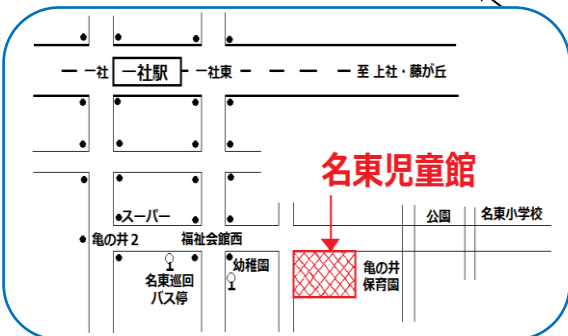 一社
一社駅
一社東
至 上社・藤が丘
名東児童館
スーパー
公園
名東小学校
亀の井 2
福祉会館西
名東巡回
バス停
幼稚園
亀の井
保育園